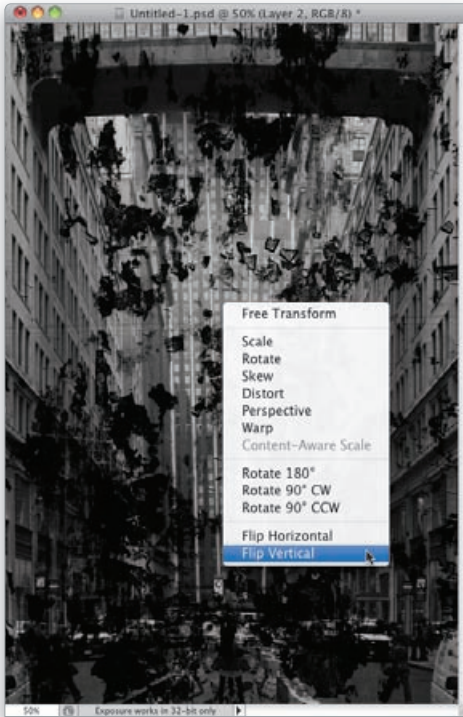 Untitled-1.psd @ 50% (Layer 2, RGB/8) *
Free Transform
Scale
Rotate
Skew
Distort
Perspective
Warp
Content-Aware Scale
Rotate 180°
Rotate 90° CW
Rotate 90° CCW
Flip Horizontal
Flip Vertical
50%
Exposure works in 32-bit only